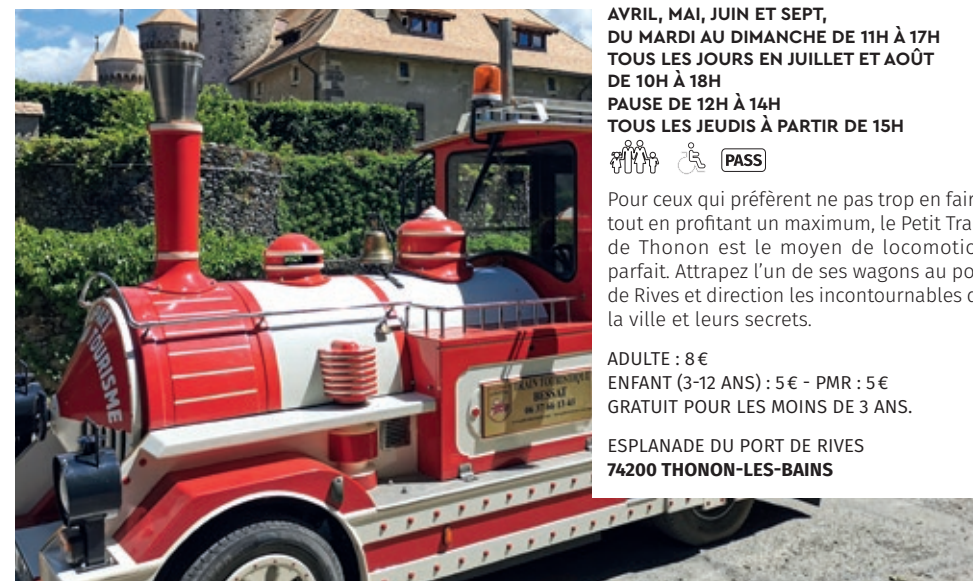 AVRIL, MAI, JUIN ET SEPT,
DU MARDI AU DIMANCHE DE 11H À 17H
TOUS LES JOURS EN JUILLET ET AOÛT
DE 10H À 18H
PAUSE DE 12H À 14H
TOUS LES JEUDIS À PARTIR DE 15H
PASS
Pour ceux qui préfèrent ne pas trop en fair
tout en profitant un maximum, le Petit Tra
de Thonon est le moyen de locomotio
parfait. Attrapez l’un de ses wagons au po
de Rives et direction les incontournables d
la ville et leurs secrets.
ADULTE : 8 €
ENFANT (3-12 ANS) : 5 € - PMR : 5 €
GRATUIT POUR LES MOINS DE 3 ANS.
ESPLANADE DU PORT DE RIVES
74200 THONON-LES-BAINS
TOURISME
TRAIN TOURISTIQUE
BESSAT